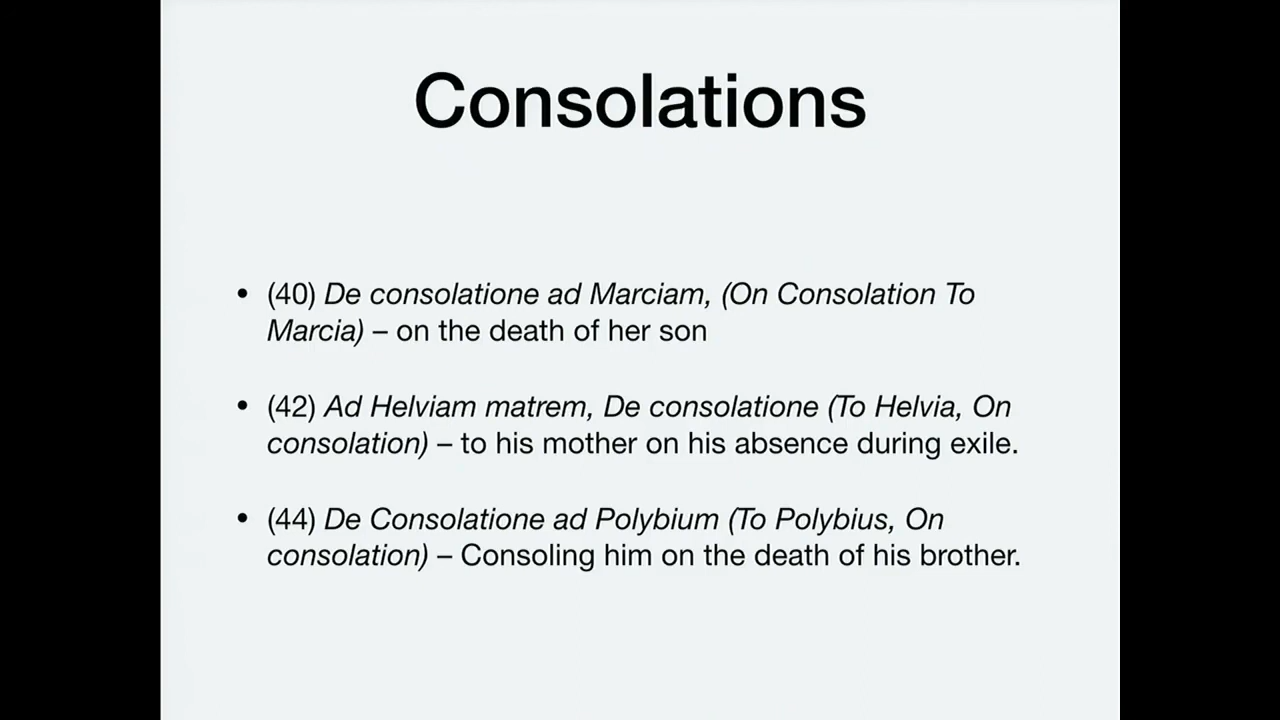 Consolations
• (40) De consolatione ad Marciam, (On Consolation To
Marcia) – on the death of her son
• (42) Ad Helviam matrem, De consolatione (To Helvia, On
consolation) – to his mother on his absence during exile.
• (44) De Consolatione ad Polybium (To Polybius, On
consolation) – Consoling him on the death of his brother.